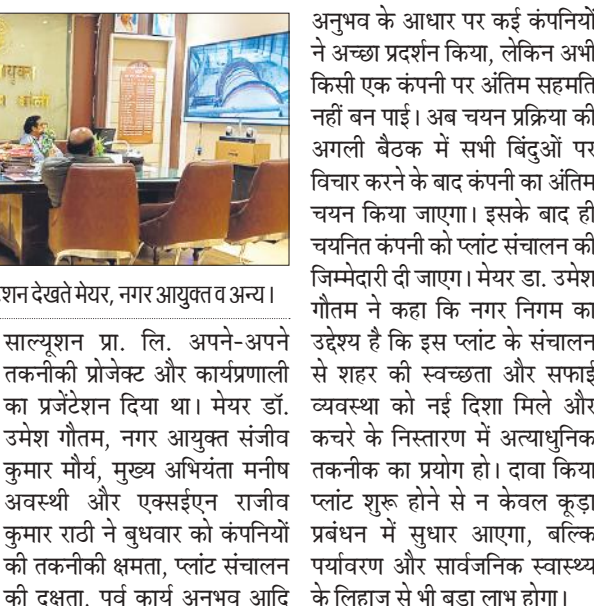 युक्त
शन देखते मेयर, नगर आयुक्त व अन्य।
साल्यूशन प्रा. लि. अपने-अपने
तकनीकी प्रोजेक्ट और कार्यप्रणाली
का प्रजेंटेशन दिया था। मेयर डॉ.
उमेश गौतम, नगर आयुक्त संजीव
कुमार मौर्य, मुख्य अभियंता मनीष
अवस्थी और एक्सईएन राजीव
कुमार राठी ने बुधवार को कंपनियों
की तकनीकी क्षमता, प्लांट संचालन
की दक्षता, पूर्व कार्य अनुभव आदि
अनुभव के आधार पर कई कंपनियों
ने अच्छा प्रदर्शन किया, लेकिन अभी
किसी एक कंपनी पर अंतिम सहमति
नहीं बन पाई। अब चयन प्रक्रिया की
अगली बैठक में सभी बिंदुओं पर
विचार करने के बाद कंपनी का अंतिम
चयन किया जाएगा। इसके बाद ही
चयनित कंपनी को प्लांट संचालन की
जिम्मेदारी दी जाएग। मेयर डा. उमेश
गौतम ने कहा कि नगर निगम का
उद्देश्य है कि इस प्लांट के संचालन
से शहर की स्वच्छता और सफाई
व्यवस्था को नई दिशा मिले और
कचरे के निस्तारण में अत्याधुनिक
तकनीक का प्रयोग हो। दावा किया
प्लांट शुरू होने से न केवल कूड़ा
प्रबंधन में सुधार आएगा, बल्कि
पर्यावरण और सार्वजनिक स्वास्थ्य
के लिहाज से भी बड़ा लाभ होगा।